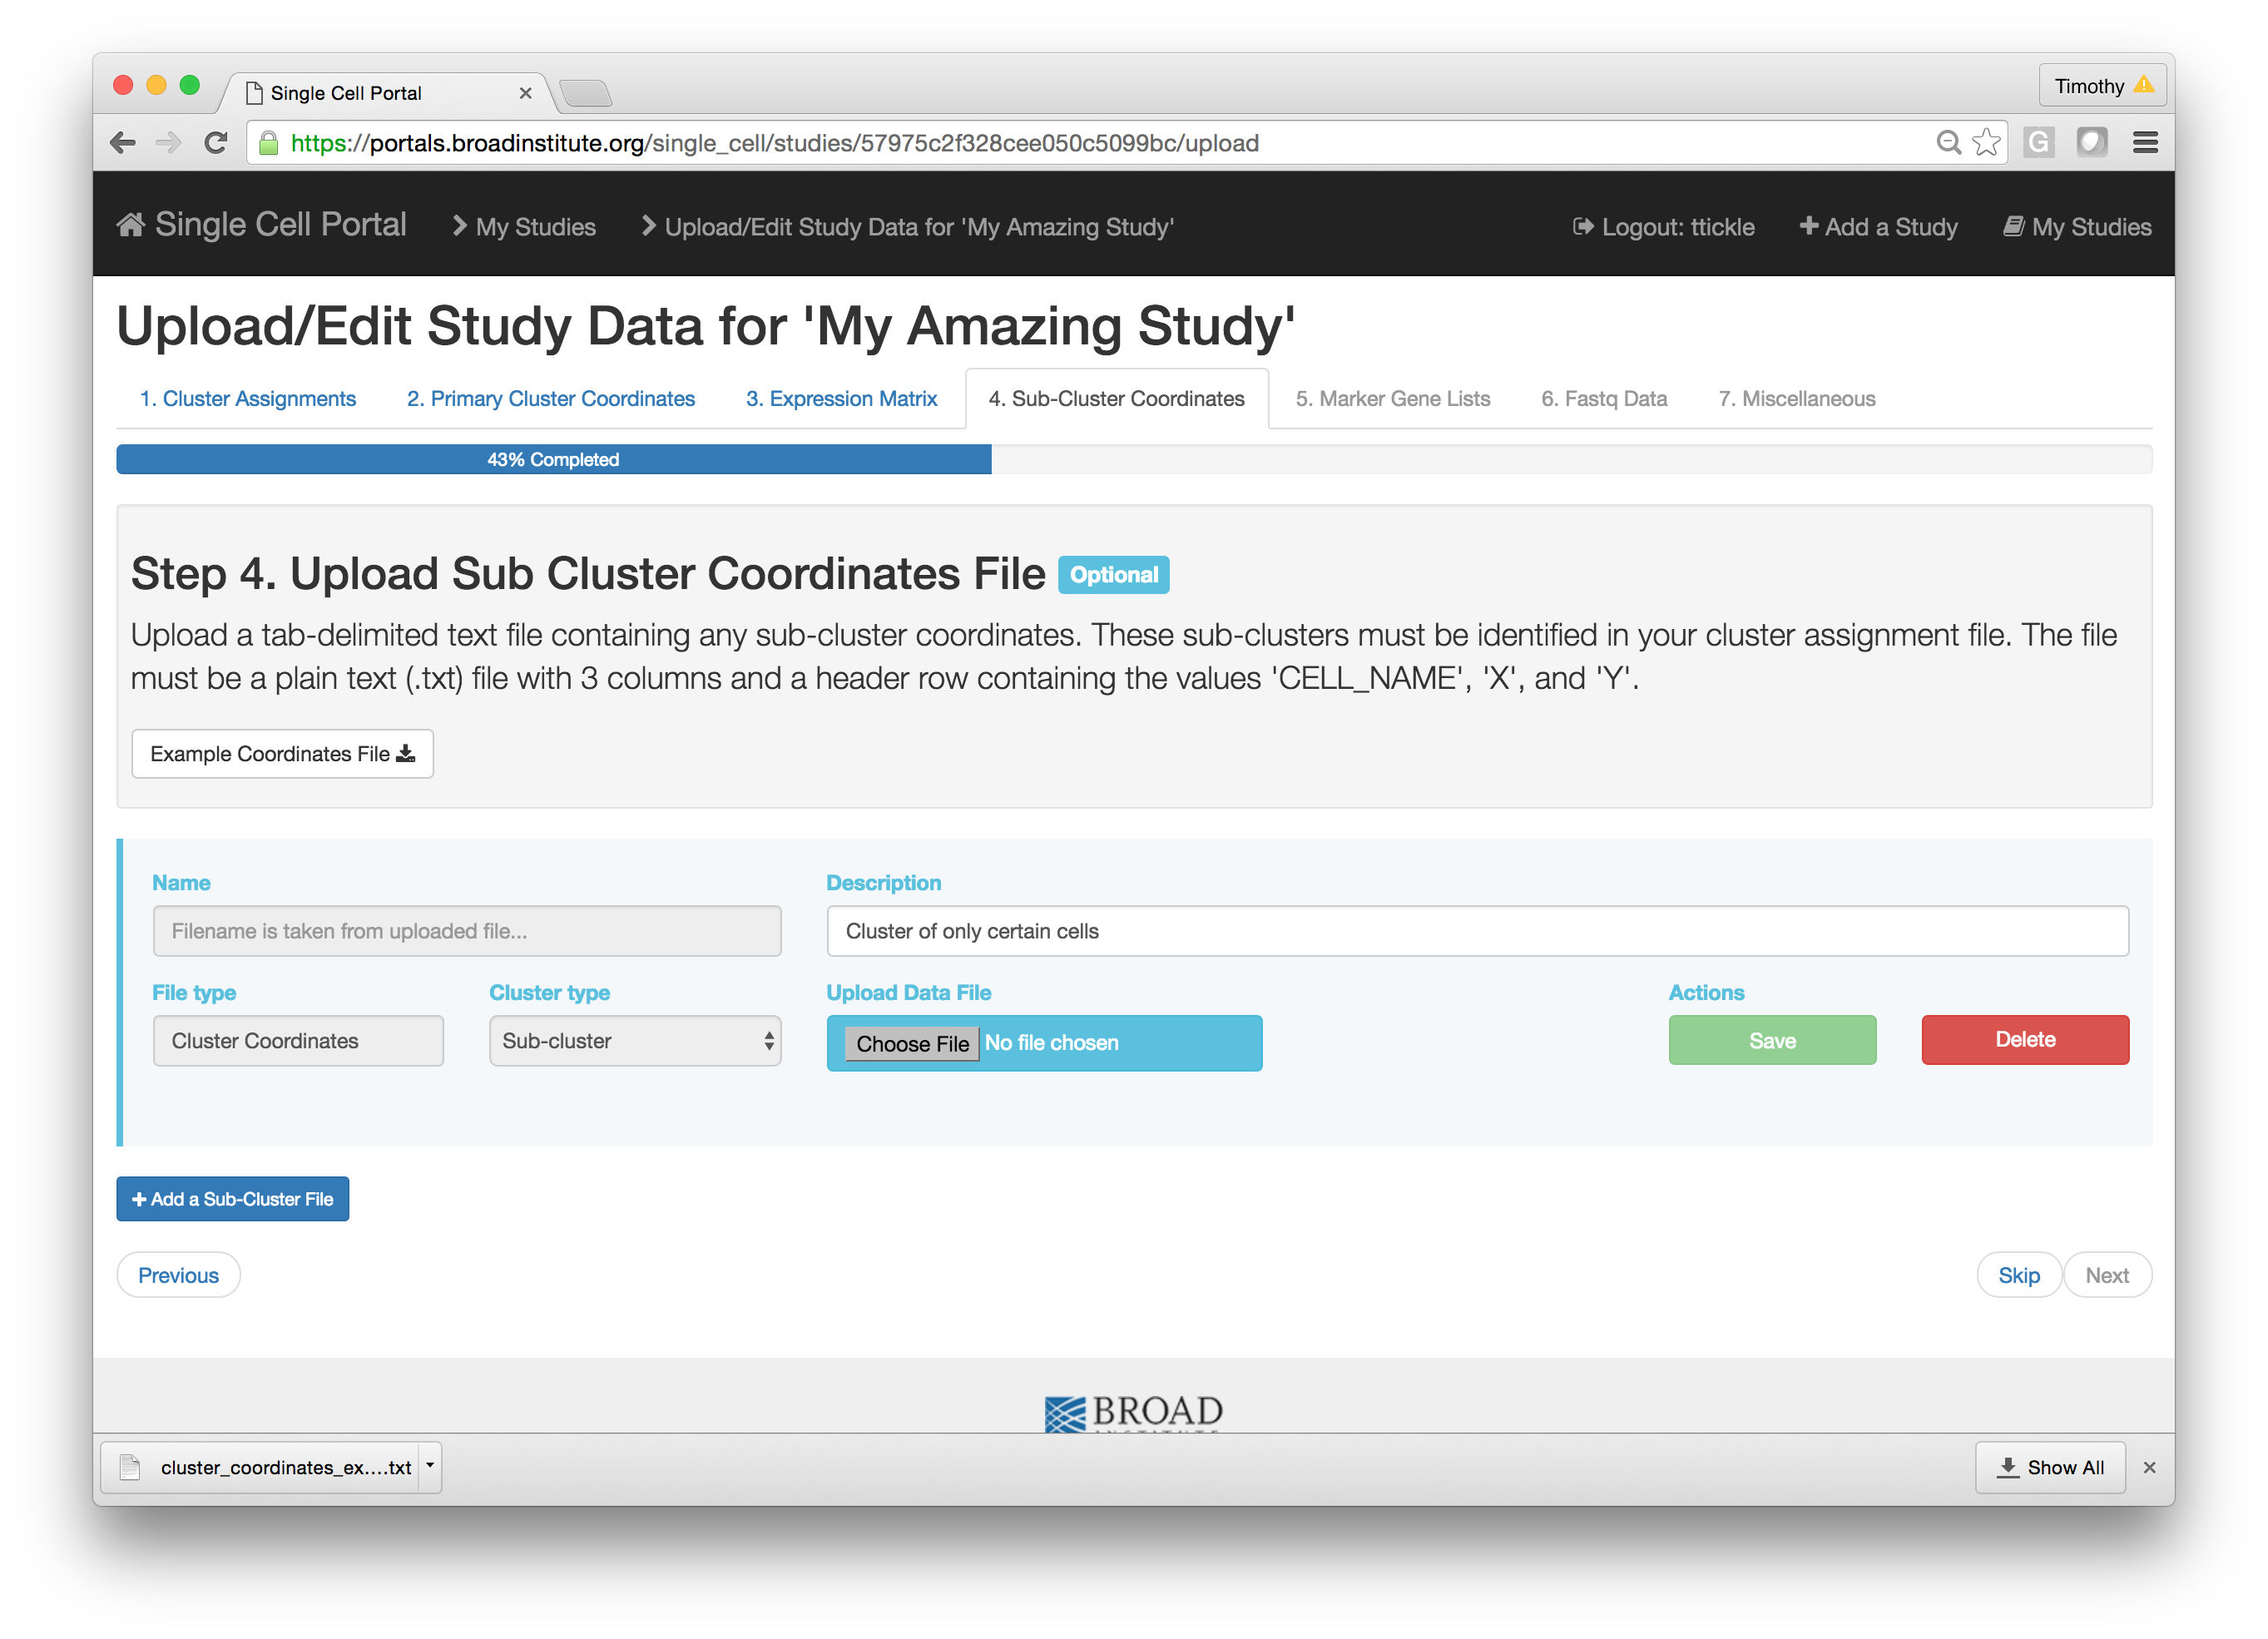 Single Cell Portal
Timothy
https://portals.broadinstitute.org/single_cell/studies/57975c2f328cee050c5099bc/upload
G
Single Cell Portal My Studies Upload/Edit Study Data for 'My Amazing Study' Logout: ttickle Add a Study My Studies
Upload/Edit Study Data for 'My Amazing Study'
1. Cluster Assignments 2. Primary Cluster Coordinates 3. Expression Matrix 4. Sub-Cluster Coordinates 5. Marker Gene Lists 6. Fastq Data 7. Miscellaneous
43% Completed
Step 4. Upload Sub Cluster Coordinates File Optional
Upload a tab-delimited text file containing any sub-cluster coordinates. These sub-clusters must be identified in your cluster assignment file. The file
must be a plain text (.txt) file with 3 columns and a header row containing the values 'CELL_NAME', 'X', and 'Y'.
Example Coordinates File
Name Description
Filename is taken from uploaded file... Cluster of only certain cells
File type Cluster type Upload Data File Actions
Cluster Coordinates Sub-cluster Choose File No file chosen Save Delete
+ Add a Sub-Cluster File
Previous Skip Next
BROAD
cluster_coordinates_ex....txt Show All